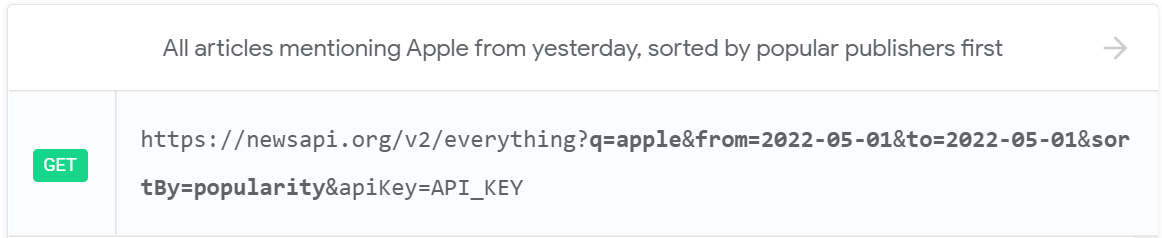 All articles mentioning Apple from yesterday, sorted by popular publishers first
https://newsapi.org/v2/everything?q=apple&from=2022-05-01&to=2022-05-01&sor
GET
tBy=popularity&apiKey=API_KEY